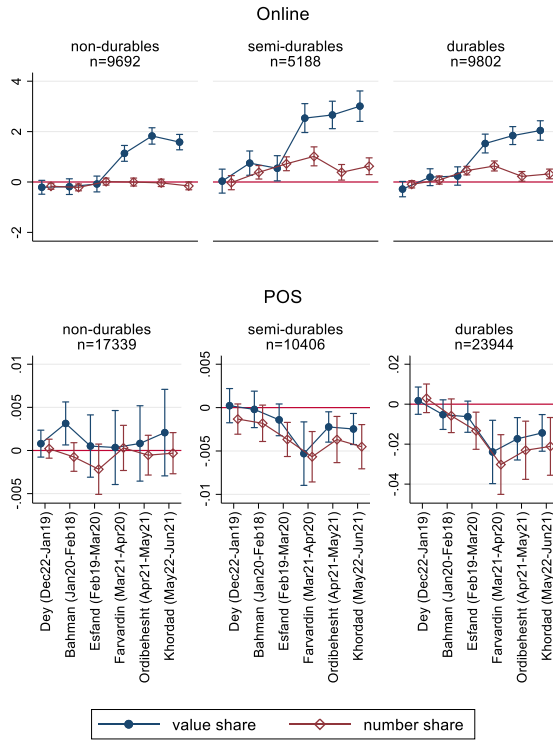 Online
non-durables
n=9692
semi-durables
n=5188
durables
n=9802
4
2
0
-2
POS
non-durables
n=17339
semi-durables
n=10406
durables
n=23944
.01
.005
0
-.005
.005
0
-.005
-.01
.02
0
-.02
-.04
Dey (Dec22-Jan19)
Bahman (Jan20-Feb18)
Esfand (Feb19-Mar20)
Farvardin (Mar21-Apr20)
Ordibehesht (Apr21-May21)
Khordad (May22-Jun21)
Dey (Dec22-Jan19)
Bahman (Jan20-Feb18)
Esfand (Feb19-Mar20)
Farvardin (Mar21-Apr20)
Ordibehesht (Apr21-May21)
Khordad (May22-Jun21)
Dey (Dec22-Jan19)
Bahman (Jan20-Feb18)
Esfand (Feb19-Mar20)
Farvardin (Mar21-Apr20)
Ordibehesht (Apr21-May21)
Khordad (May22-Jun21)
value share
number share